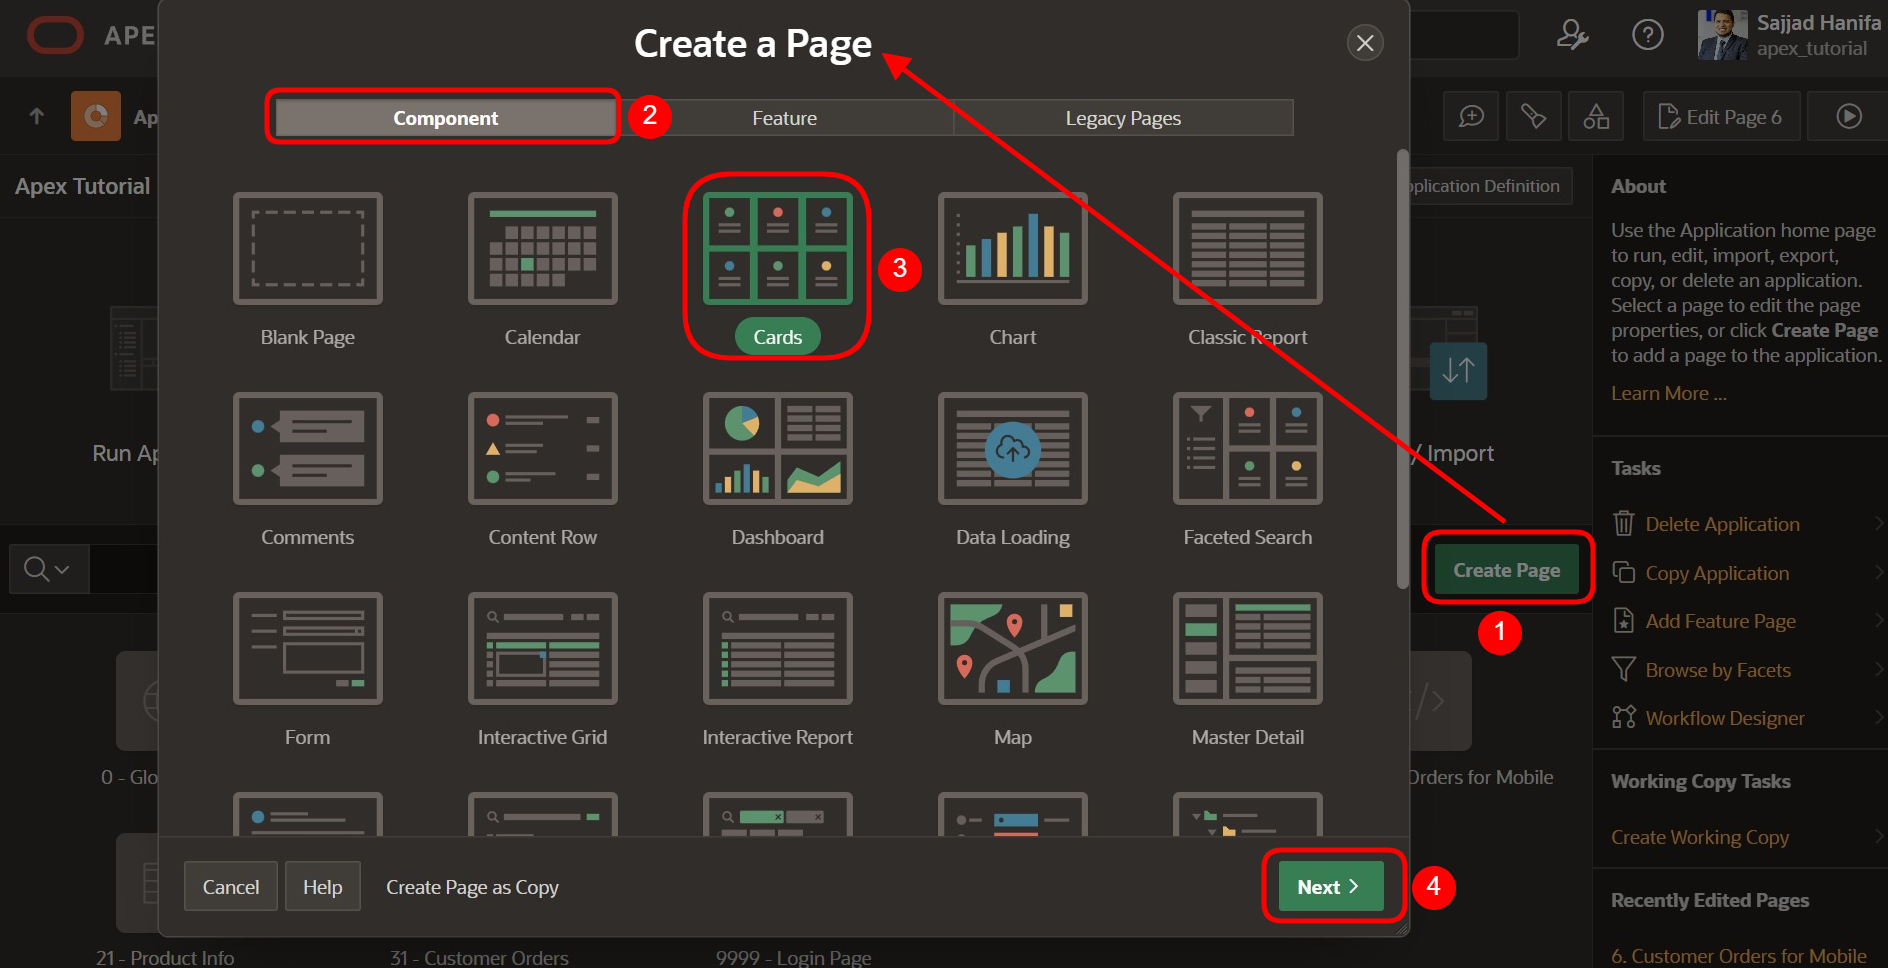 APE
Create a Page
Sajjad Hanifa
apex_tutorial
Ap
Component
2
Feature
Legacy Pages
Edit Page 6
Apex Tutorial
plication Definition
About
Use the Application home page
to run, edit, import, export,
copy, or delete an application.
Select a page to edit the page
properties, or click Create Page
to add a page to the application.
Learn More ...
3
Blank Page
Calendar
Cards
Chart
Classic Report
Run Ap
/ Import
Tasks
Delete Application
Copy Application
Add Feature Page
Browse by Facets
Workflow Designer
Comments
Content Row
Dashboard
Data Loading
Faceted Search
Create Page
1
Form
Interactive Grid
Interactive Report
Map
Master Detail
0 - Glo
Orders for Mobile
Working Copy Tasks
Create Working Copy
Cancel
Help
Create Page as Copy
Next
4
Recently Edited Pages
21 - Product Info
31 - Customer Orders
9999 - Login Page
6. Customer Orders for Mobile